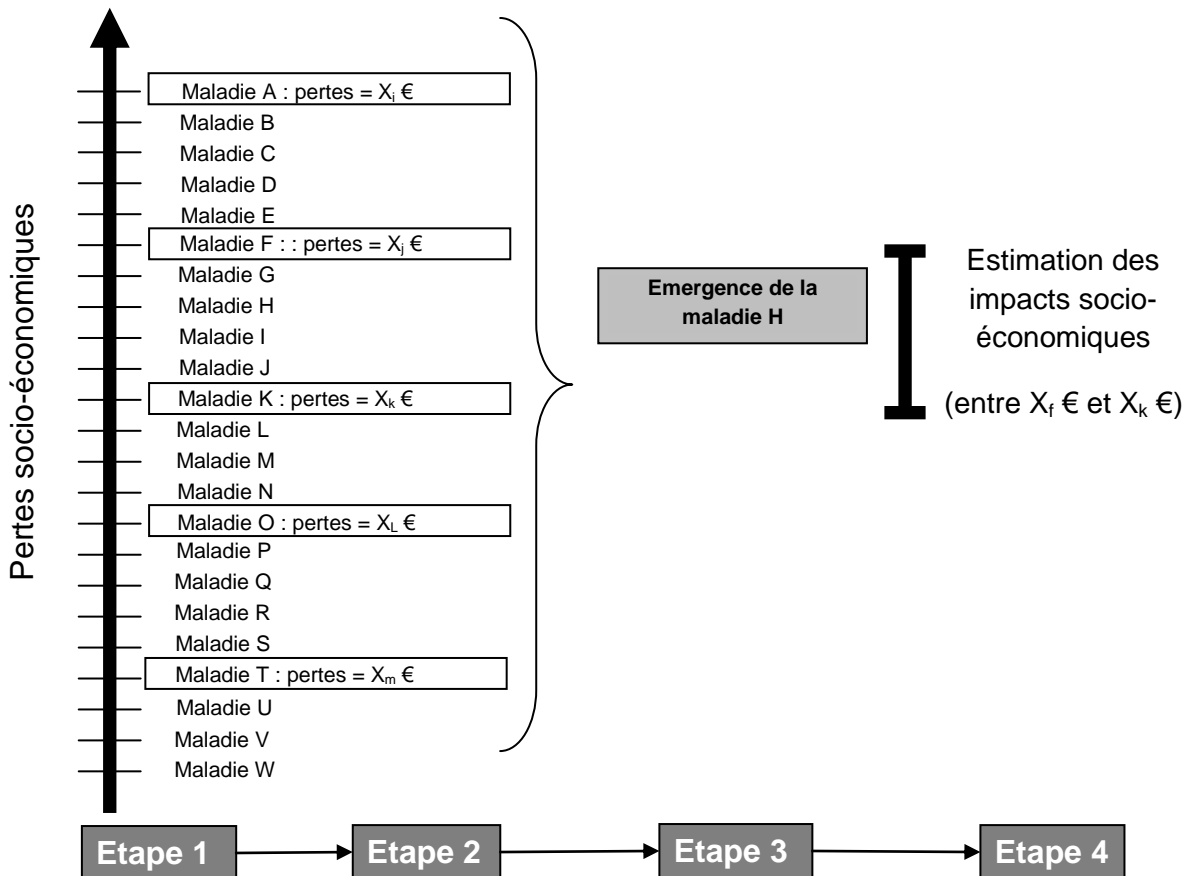 Pertes socio-économiques
Maladie A : pertes = Xi €
Maladie B
Maladie C
Maladie D
Maladie E
Maladie F : : pertes = Xj €
Maladie G
Maladie H
Maladie I
Maladie J
Maladie K : pertes = Xk €
Maladie L
Maladie M
Maladie N
Maladie O : pertes = XL €
Maladie P
Maladie Q
Maladie R
Maladie S
Maladie T : pertes = Xm €
Maladie U
Maladie V
Maladie W
Emergence de la
maladie H
Estimation des
impacts socio-
économiques
(entre Xf € et Xk €)
Etape 1
Etape 2
Etape 3
Etape 4